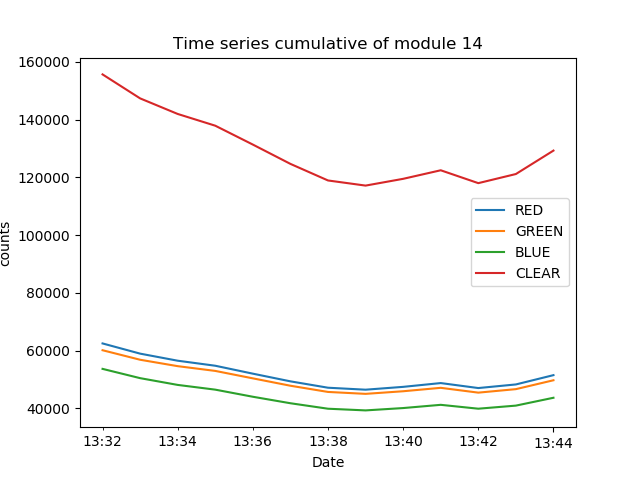 Time series cumulative of module 14
160000
140000
120000
100000
80000
60000
40000
counts
RED
GREEN
BLUE
CLEAR
13:32 13:34 13:36 13:38 13:40 13:42 13:44
Date